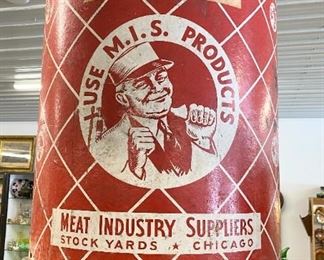 USE M.I.S. PRODUCTS
MEAT INDUSTRY SUPPLIERS
STOCK YARDS ★ CHICAGO